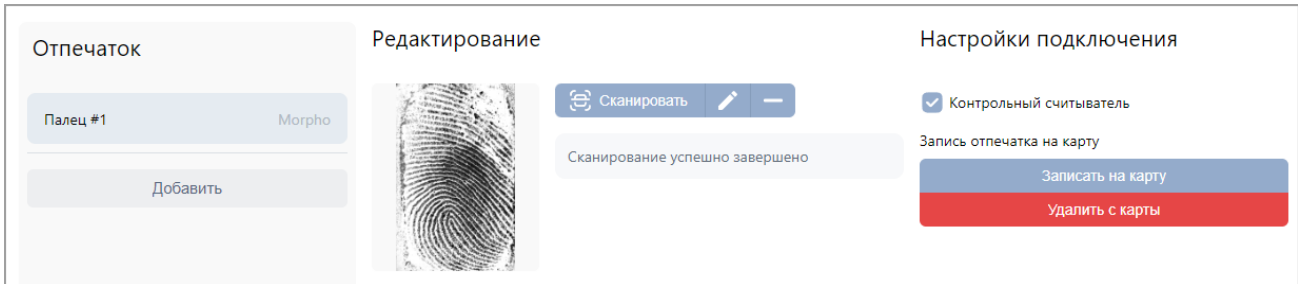 Отпечаток
Палец #1 Morpho
Добавить
Редактирование
Сканировать
Сканирование успешно завершено
Настройки подключения
Контрольный считыватель
Запись отпечатка на карту
Записать на карту
Удалить с карты